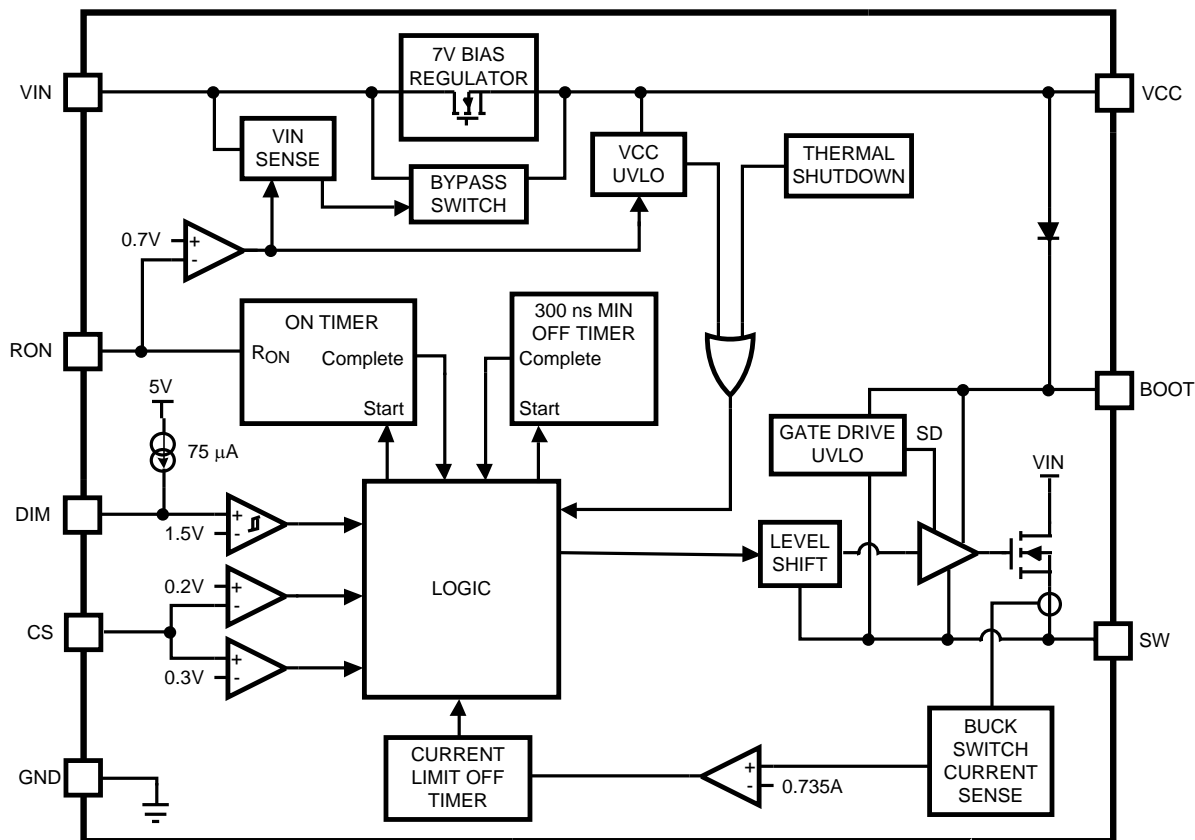 7V BIAS
REGULATOR
VIN
VCC
VIN
SENSE
BYPASS
SWITCH
VCC
UVLO
THERMAL
SHUTDOWN
0.7V
+
-
ON TIMER
RON
Complete
Start
300 ns MIN
OFF TIMER
Complete
Start
RON
BOOT
5V
75 μA
GATE DRIVE
UVLO
SD
VIN
DIM
+
1.5V
-
LEVEL
SHIFT
LOGIC
0.2V
+
-
CS
+
0.3V
-
SW
GND
CURRENT
LIMIT OFF
TIMER
+
-
0.735A
BUCK
SWITCH
CURRENT
SENSE